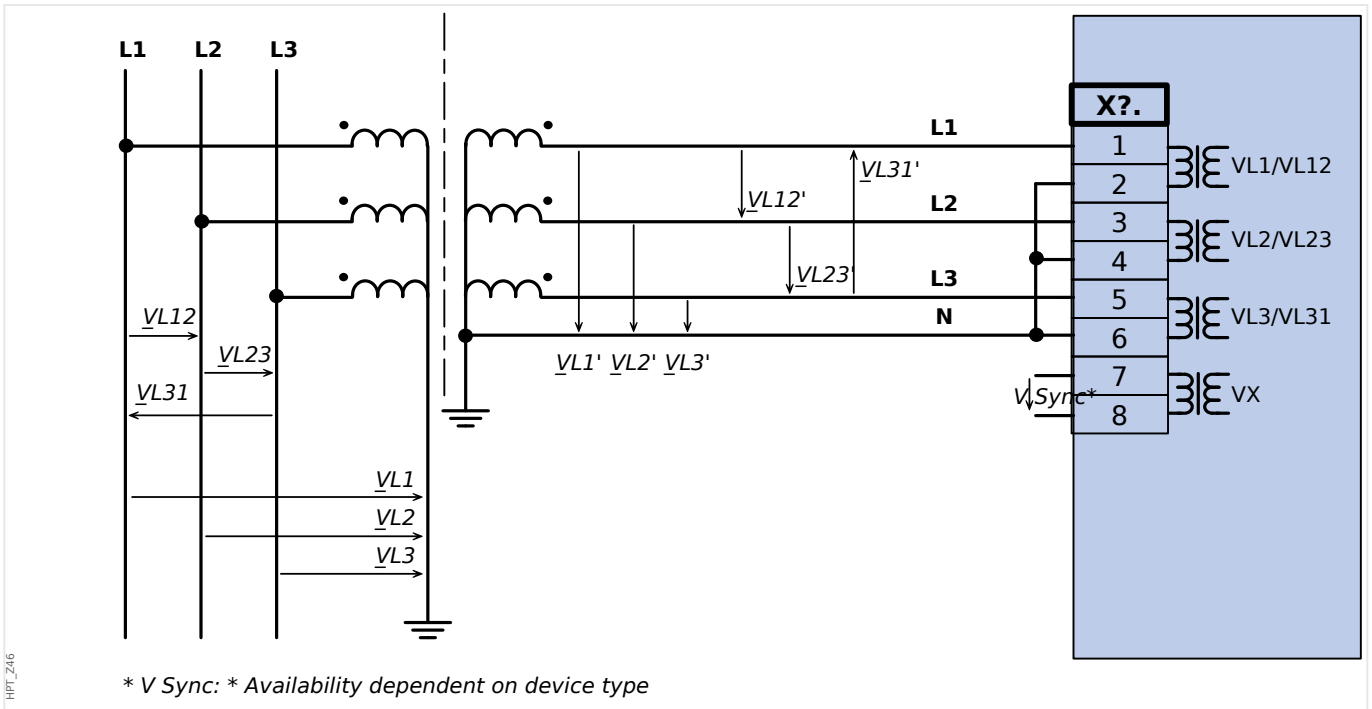 L1 L2 L3
X?.
L1
1
VL1/VL12
VL31'
2
VL12'
L2
3
VL2/VL23
4
VL23'
L3
5
VL12
N
VL3/VL31
6
VL23
VL1' VL2' VL3'
7
VL31
V Sync*
VX
8
VL1
VL2
VL3
HPT_Z46
* V Sync: * Availability dependent on device type